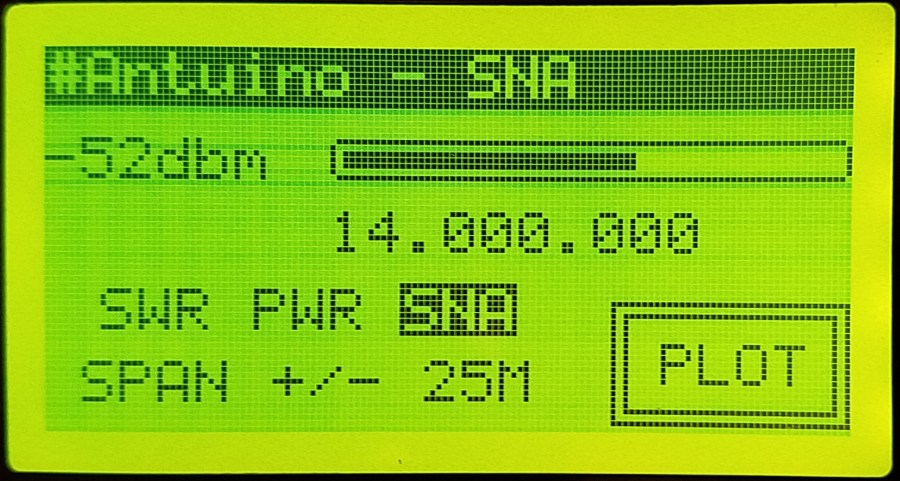 #Antuino - SNA
-52dbm
14.000.000
SWR PWR SNA
SPAN +/- 25M
PLOT